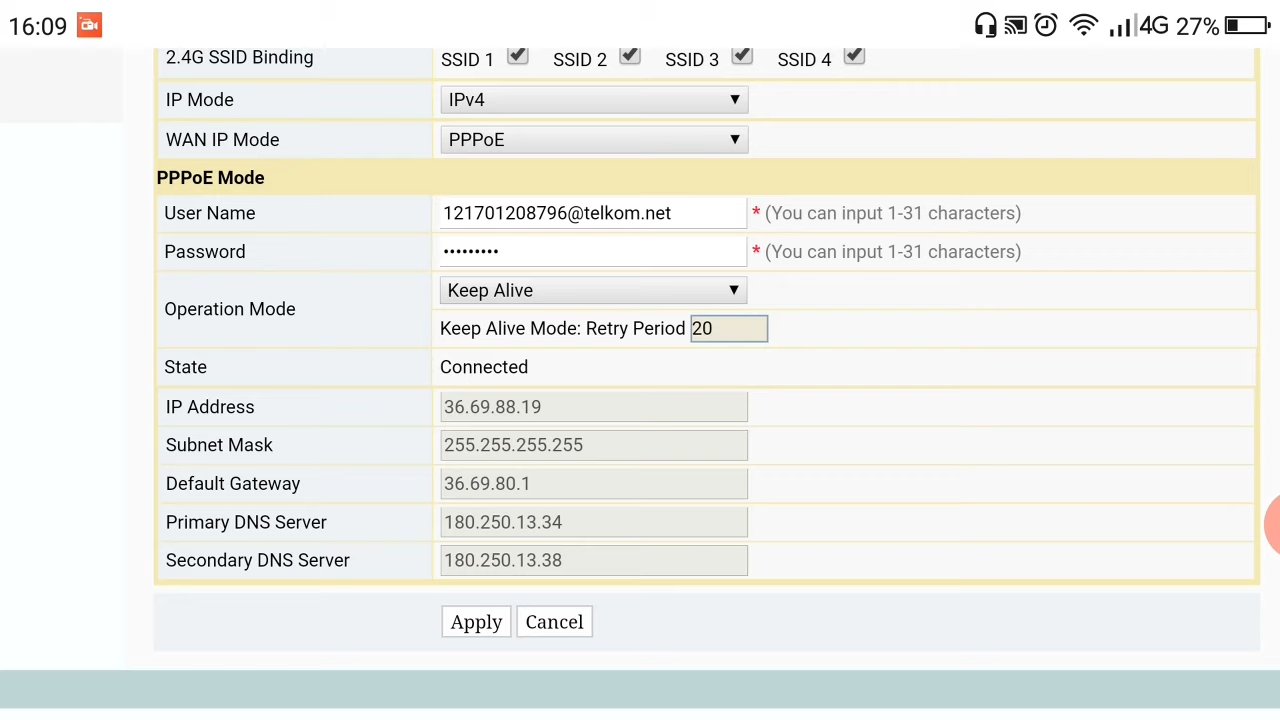 16:09 4G 27%
2.4G SSID Binding SSID 1 SSID 2 SSID 3 SSID 4
IP Mode IPv4
WAN IP Mode PPPoE
PPPoE Mode
User Name 121701208796@telkom.net * (You can input 1-31 characters)
Password ••••••••• * (You can input 1-31 characters)
Operation Mode Keep Alive
Keep Alive Mode: Retry Period 20
State Connected
IP Address 36.69.88.19
Subnet Mask 255.255.255.255
Default Gateway 36.69.80.1
Primary DNS Server 180.250.13.34
Secondary DNS Server 180.250.13.38
Apply Cancel